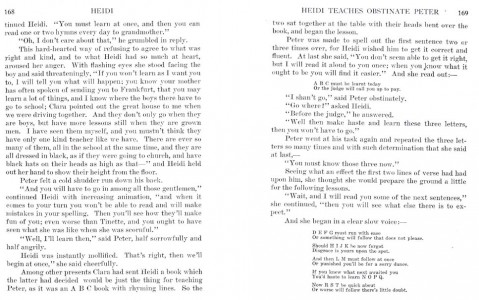 168 HEIDI
tioned Heidi. "You must learn at once, and then you can
read one or two hymns every day to grandmother."
"Oh, I don't care about that," he grumbled in reply.
This hard-hearted way of refusing to agree to what was
right and kind, and to what Heidi had so much at heart,
aroused her anger. With flashing eyes she stood facing the
boy and said threateningly, "If you won't learn as I want you
to, I will tell you what will happen; you know your mother
has often spoken of sending you to Frankfurt, that you may
learn a lot of things, and I know where the boys there have to
go to school; Clara pointed out the great house to me when
we were driving together. And they don't only go when they
are boys, but have more lessons still when they are grown
men. I have seen them myself, and you mustn't think they
have only one kind teacher like we have. There are ever so
many of them, all in the school at the same time, and they are
all dressed in black, as if they were going to church, and have
black hats on their heads as high as that—" and Heidi held
out her hand to show their height from the floor.
Peter felt a cold shudder run down his back.
"And you will have to go in among all those gentlemen,"
continued Heidi with increasing animation, "and when it
comes to your turn you won't be able to read and will make
mistakes in your spelling. Then you'll see how they'll make
fun of you; even worse than Tinette, and you ought to have
seen what she was like when she was scornful."
"Well, I'll learn then," said Peter, half sorrowfully and
half angrily.
Heidi was instantly mollified. "That's right, then we'll
begin at once," she said cheerfully.
Among other presents Clara had sent Heidi a book which
the latter had decided would be just the thing for teaching
Peter, as it was an A B C book with rhyming lines. So the
HEIDI TEACHES OBSTINATE PETER 169
two sat together at the table with their heads bent over the
book, and began the lesson.
Peter was made to spell out the first sentence two or
three times over, for Heidi wished him to get it correct and
fluent. At last she said, "You don't seem able to get it right,
but I will read it aloud to you once; when you know what it
ought to be you will find it easier." And she read out:—
A B C must be learnt today
Or the judge will call you up to pay.
"I shan't go," said Peter obstinately.
"Go where?" asked Heidi.
"Before the judge," he answered.
"Well then make haste and learn these three letters,
then you won't have to go."
Peter went at his task again and repeated the three let-
ters so many times and with such determination that she said
at last,—
"You must know those three now."
Seeing what an effect the first two lines of verse had had
upon him, she thought she would prepare the ground a little
for the following lessons.
"Wait, and I will read you some of the next sentences,"
she continued, "then you will see what else there is to ex-
pect."
And she began in a clear slow voice:—
D E F G must run with ease
Or something will follow that does not please.
Should H I J K be now forgot
Disgrace is yours upon the spot.
And then L M must follow at once
Or punished you'll be for a sorry dunce.
If you knew what next awaited you
You'd haste to learn N O P Q.
Now R S T be quick about
Or worse will follow there's little doubt.